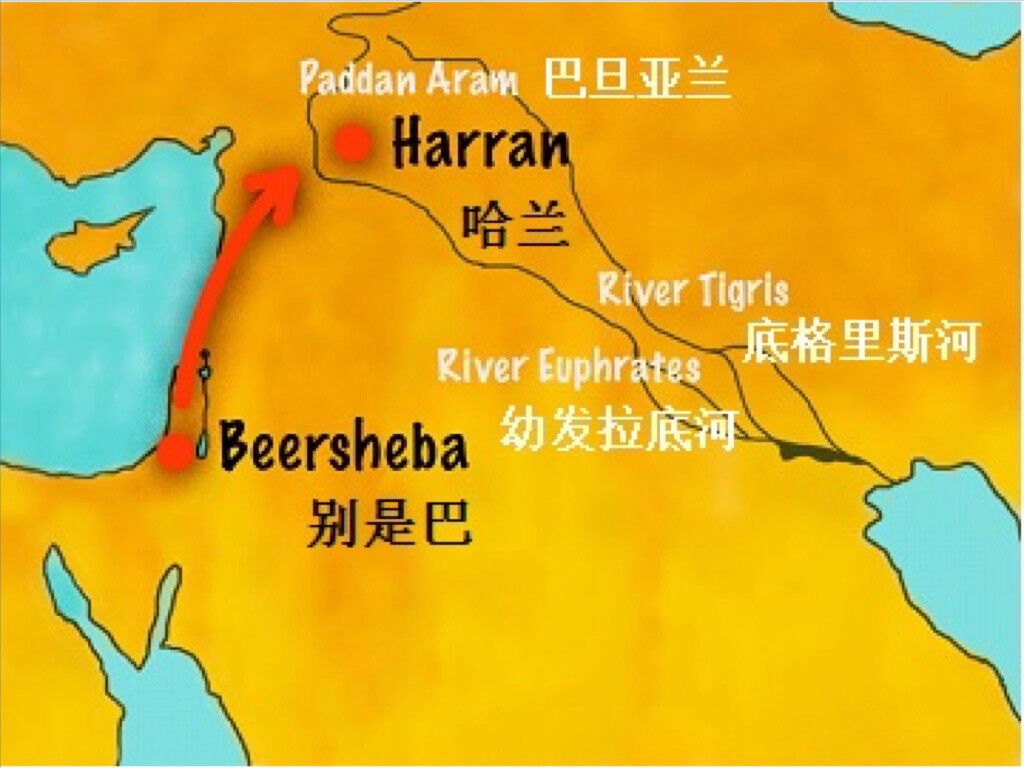 Paddan Aram 巴旦亚兰
Harran
哈兰
River Tigris
底格里斯河
River Euphrates
幼发拉底河
Beersheba
别是巴